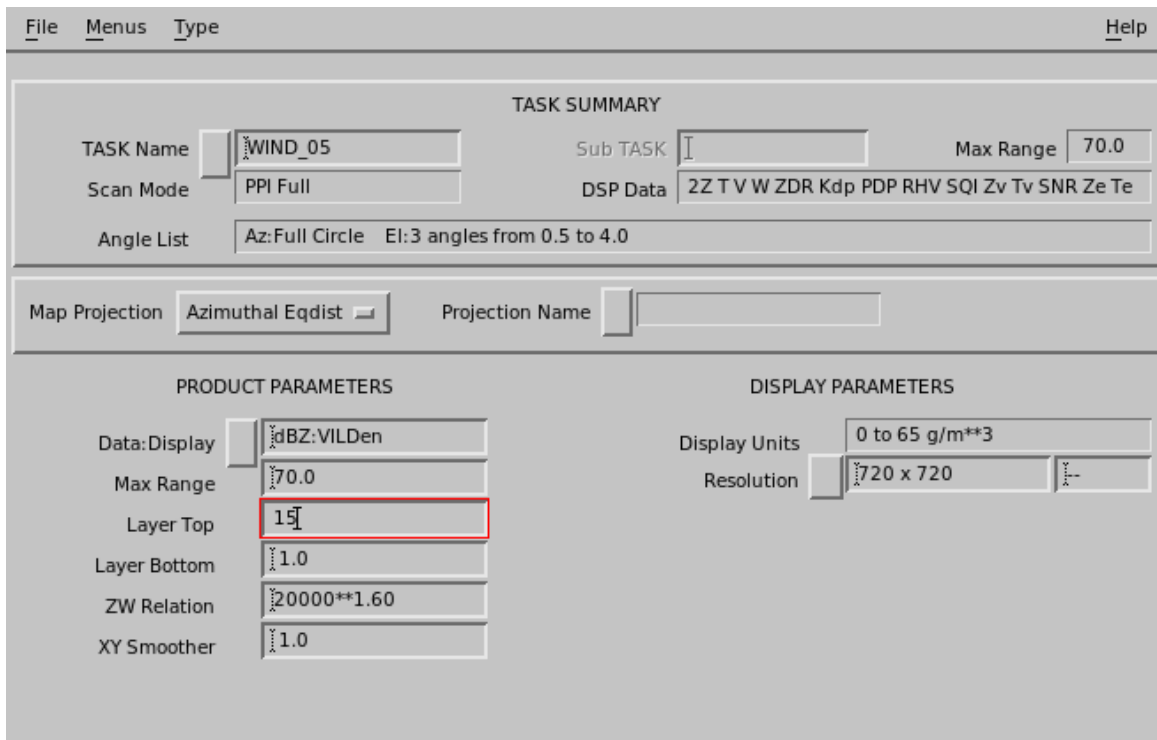 File Menus Type Help
TASK SUMMARY
TASK Name WIND_05 Sub TASK Max Range 70.0
Scan Mode PPI Full DSP Data 2Z T V W ZDR Kdp PDP RHV SQI Zv Tv SNR Ze Te
Angle List Az:Full Circle El:3 angles from 0.5 to 4.0
Map Projection Azimuthal Eqdist Projection Name
PRODUCT PARAMETERS DISPLAY PARAMETERS
Data:Display dBZ:VILDen Display Units 0 to 65 g/m**3
Max Range 70.0 Resolution 720 x 720 --
Layer Top 15
Layer Bottom 1.0
ZW Relation 20000**1.60
XY Smoother 1.0